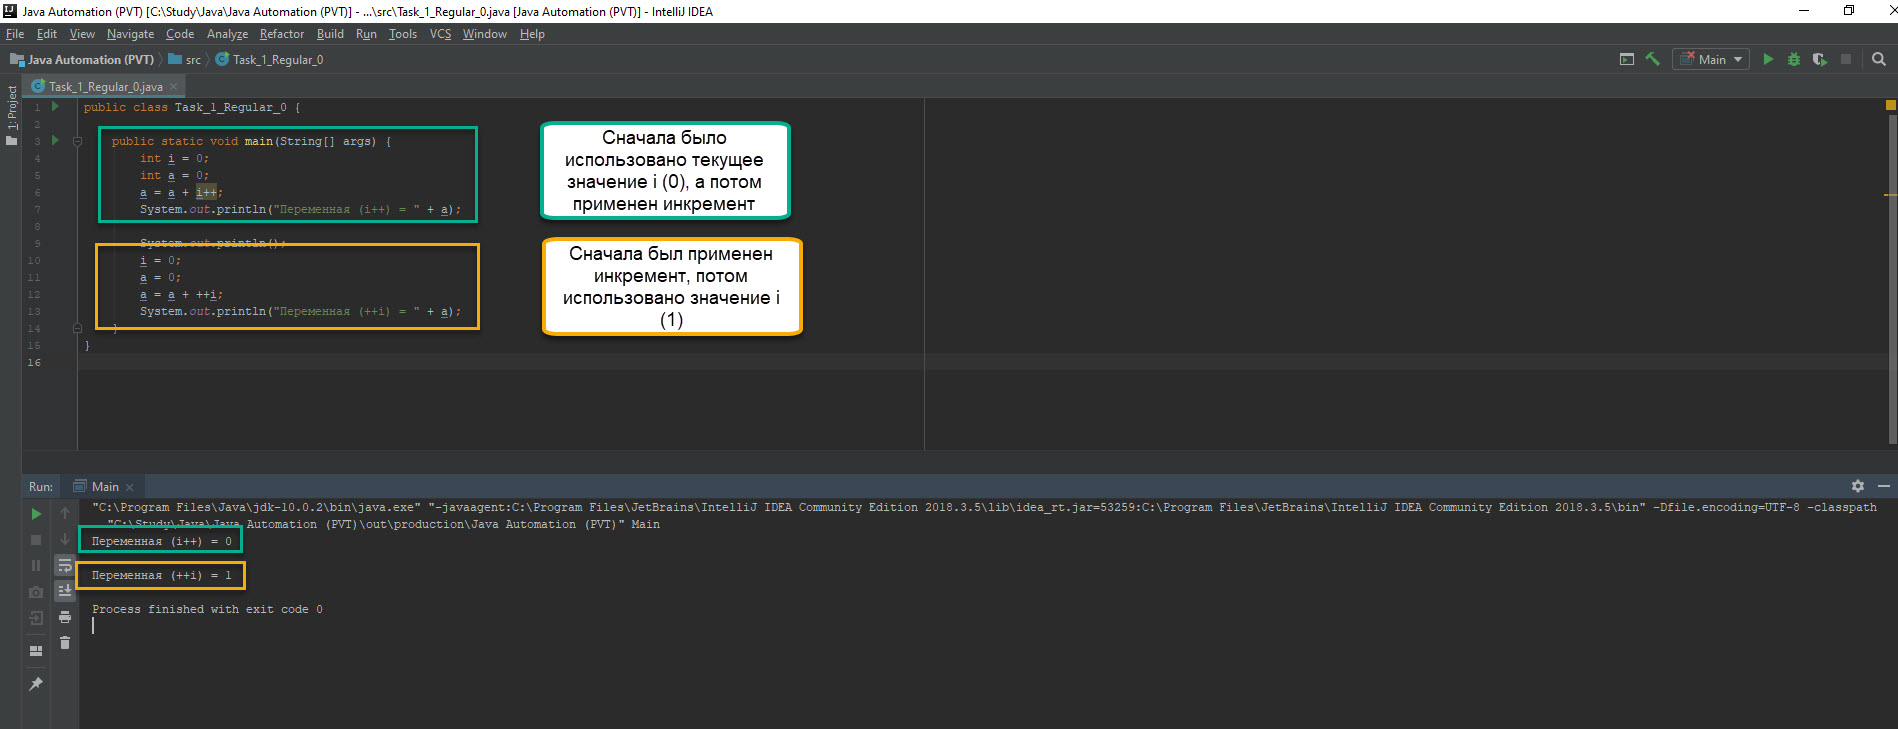 Java Automation (PVT) [C:\Study\Java\Java Automation (PVT)] - ...\src\Task_1_Regular_0.java [Java Automation (PVT)] - IntelliJ IDEA
File Edit View Navigate Code Analyze Refactor Build Run Tools VCS Window Help
Java Automation (PVT) src Task_1_Regular_0
Main
1: Project
Task_1_Regular_0.java
1 public class Task_1_Regular_0 {
2
3 public static void main(String[] args) {
4 int i = 0;
5 int a = 0;
6 a = a + i++;
7 System.out.println("Переменная (i++) = " + a);
8
9 System.out.println();
10 i = 0;
11 a = 0;
12 a = a + ++i;
13 System.out.println("Переменная (++i) = " + a);
14 }
15 }
16
Сначала было
использовано текущее
значение i (0), а потом
применен инкремент
Сначала был применен
инкремент, потом
использовано значение i
(1)
Run: Main
"C:\Program Files\Java\jdk-10.0.2\bin\java.exe" "-javaagent:C:\Program Files\JetBrains\IntelliJ IDEA Community Edition 2018.3.5\lib\idea_rt.jar=53259:C:\Program Files\JetBrains\IntelliJ IDEA Community Edition 2018.3.5\bin" -Dfile.encoding=UTF-8 -classpath
"C:\Study\Java\Java Automation (PVT)\out\production\Java Automation (PVT)" Main
Переменная (i++) = 0
Переменная (++i) = 1
Process finished with exit code 0